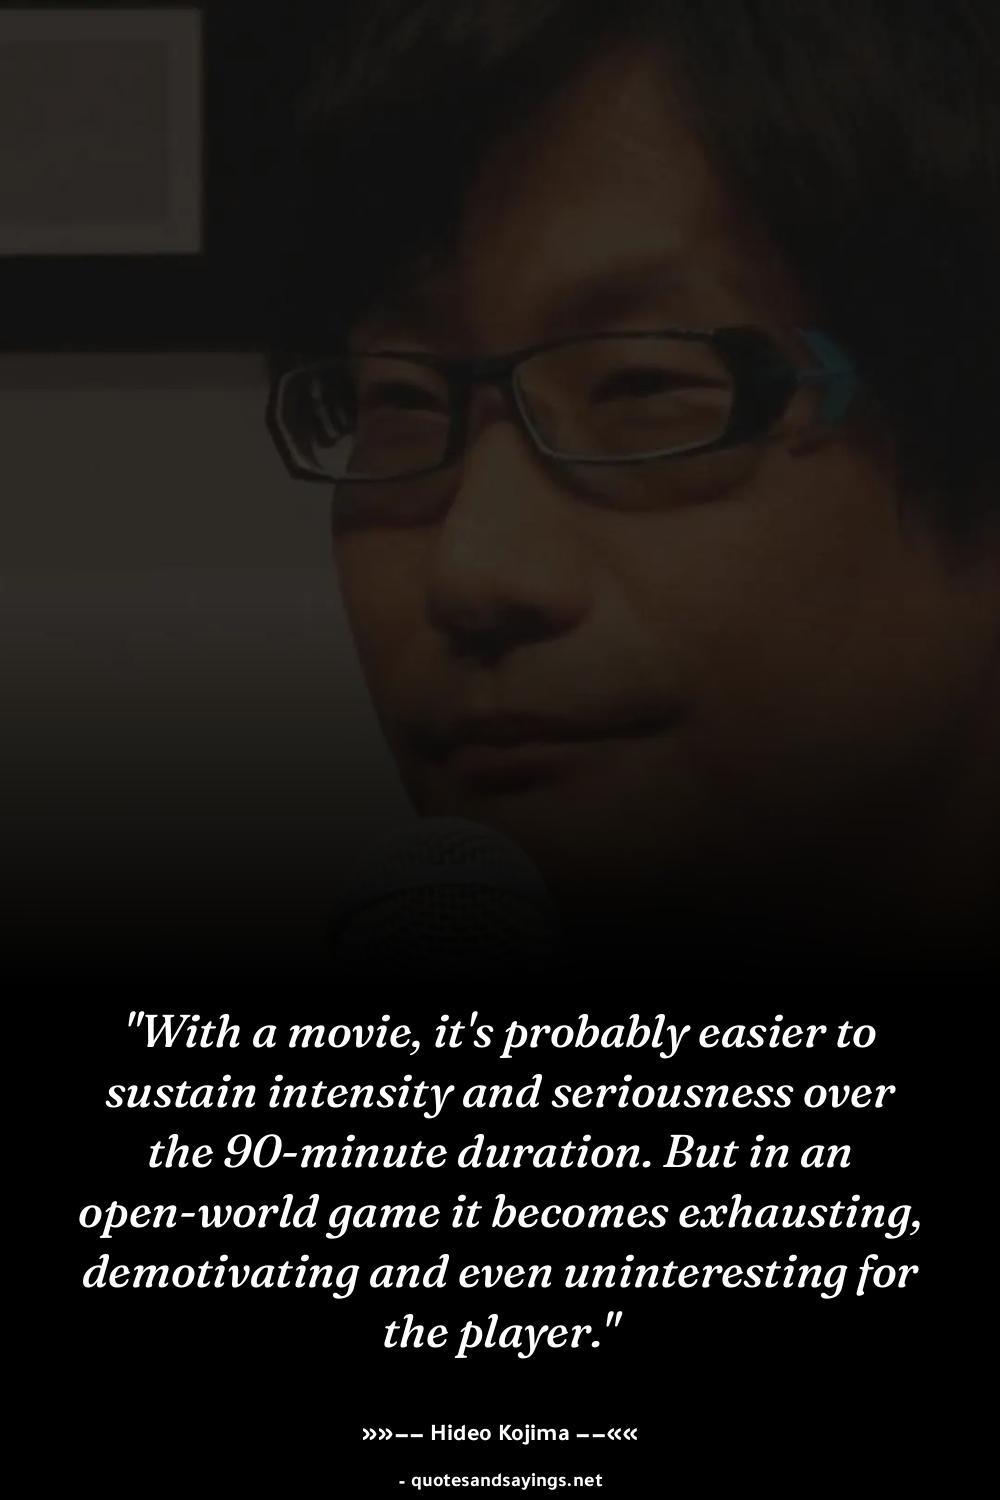 "With a movie, it's probably easier to
sustain intensity and seriousness over
the 90-minute duration. But in an
open-world game it becomes exhausting,
demotivating and even uninteresting for
the player."
»»−− Hideo Kojima −−««
- quotesandsayings.net